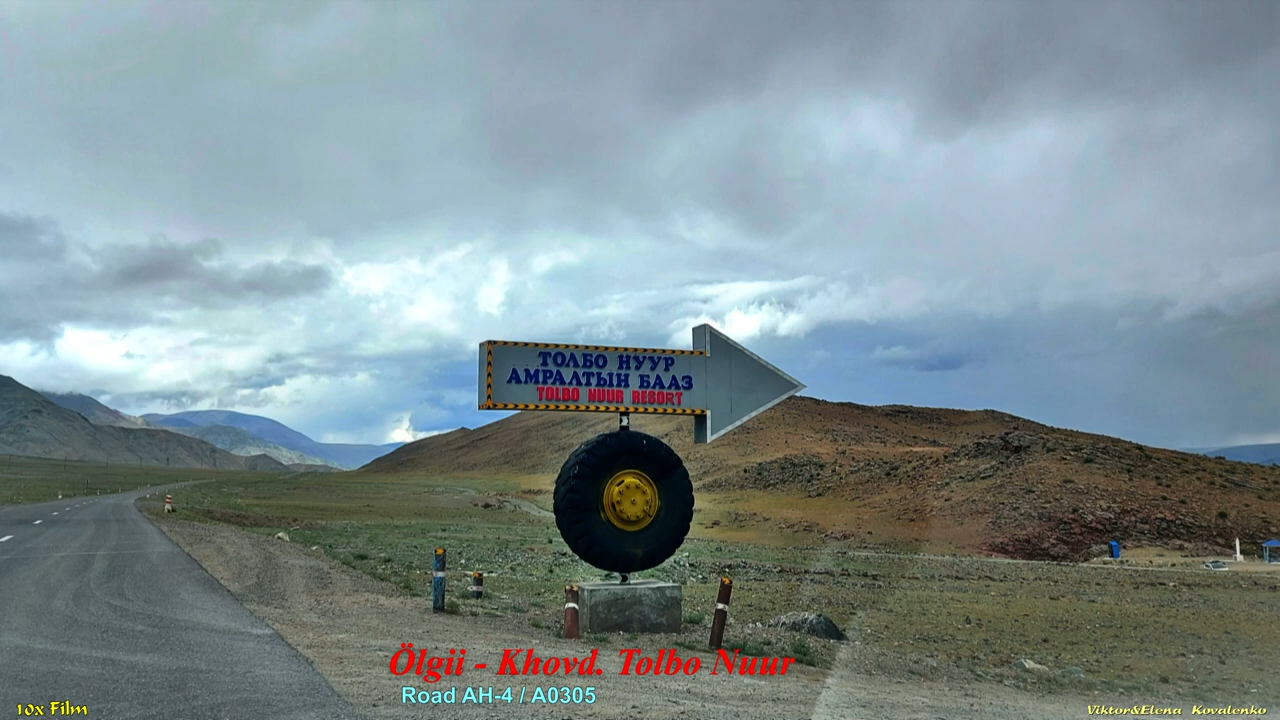 ТОЛБО НУУР
АМРАЛТЫН БААЗ
TOLBO NUUR RESORT
Ölgii - Khovd. Tolbo Nuur
Road AH-4 / A0305
10x Film
Viktor&Elena Kovalenko